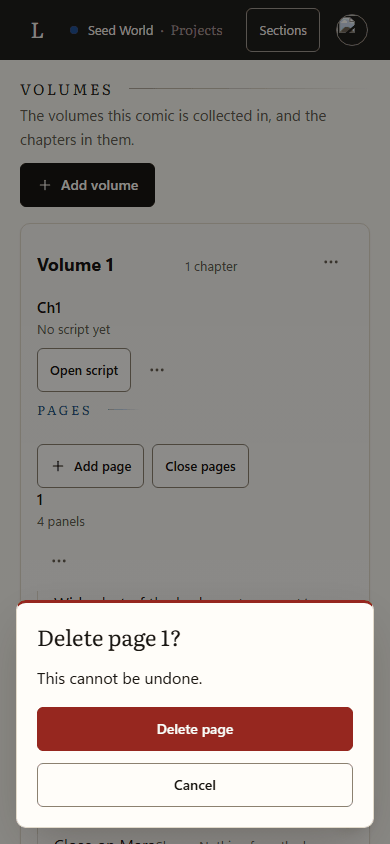 L
Seed World · Projects
Sections
VOLUMES
The volumes this comic is collected in, and the
chapters in them.
+ Add volume
Volume 1
1 chapter
...
Ch1
No script yet
Open script
...
PAGES
+ Add page
Close pages
1
4 panels
...
Delete page 1?
This cannot be undone.
Delete page
Cancel